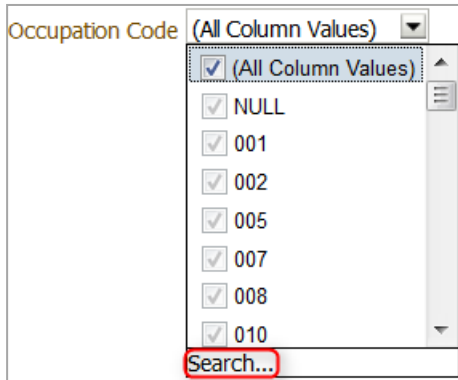 Occupation Code (All Column Values)
(All Column Values)
NULL
001
002
005
007
008
010
Search...